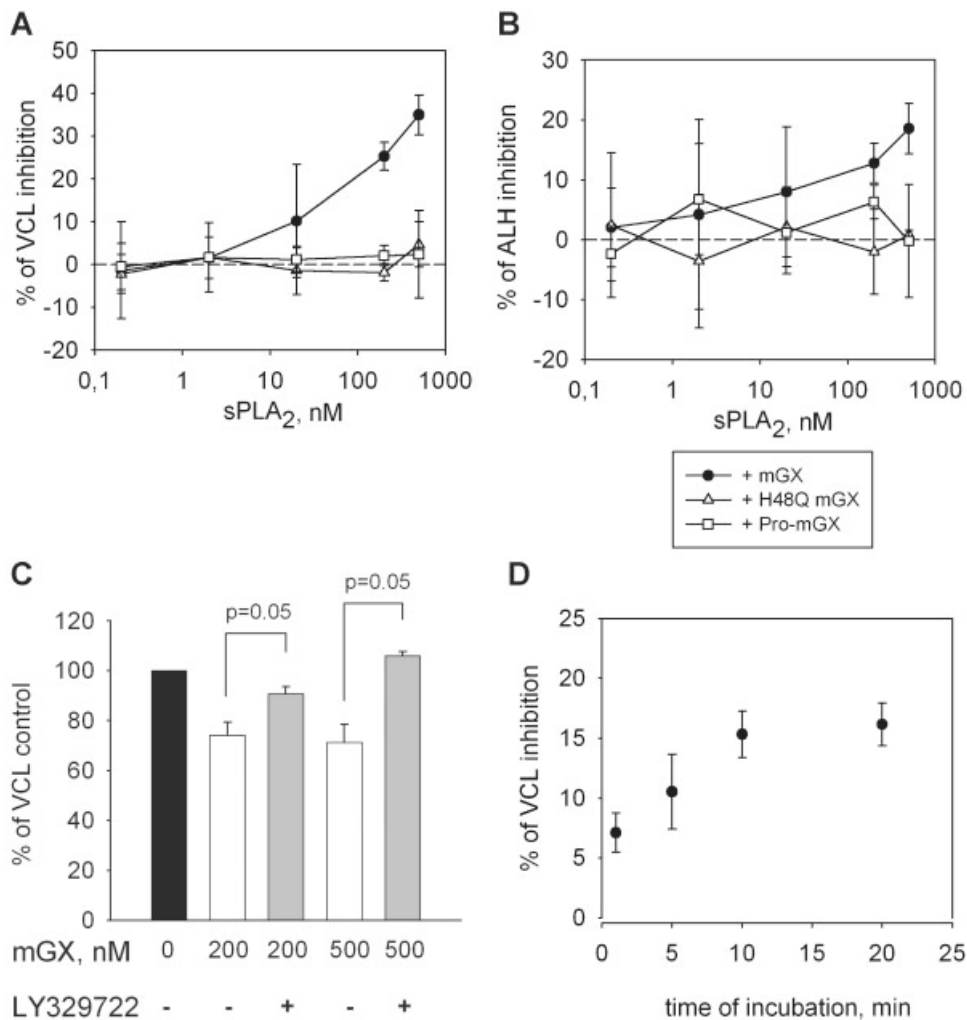 A
% of VCL inhibition
50
40
30
20
10
0
-10
-20
0,1 1 10 100 1000
sPLA2, nM
B
% of ALH inhibition
30
20
10
0
-10
-20
0,1 1 10 100 1000
sPLA2, nM
+ mGX
+ H48Q mGX
+ Pro-mGX
C
p=0.05
p=0.05
% of VCL control
120
100
80
60
40
20
0
mGX, nM 0 200 200 500 500
LY329722 - - + - +
D
% of VCL inhibition
25
20
15
10
5
0
0 5 10 15 20 25
time of incubation, min